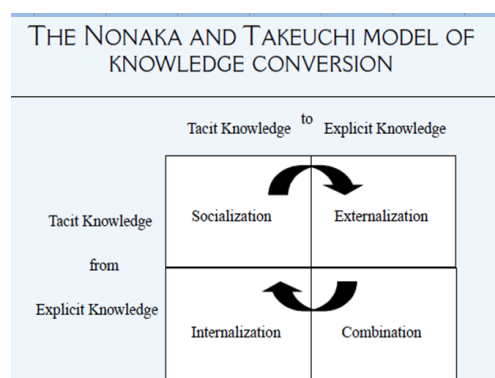 THE NONAKA AND TAKEUCHI MODEL OF
KNOWLEDGE CONVERSION
Tacit Knowledge to Explicit Knowledge
Tacit Knowledge
Socialization Externalization
from
Explicit Knowledge
Internalization Combination